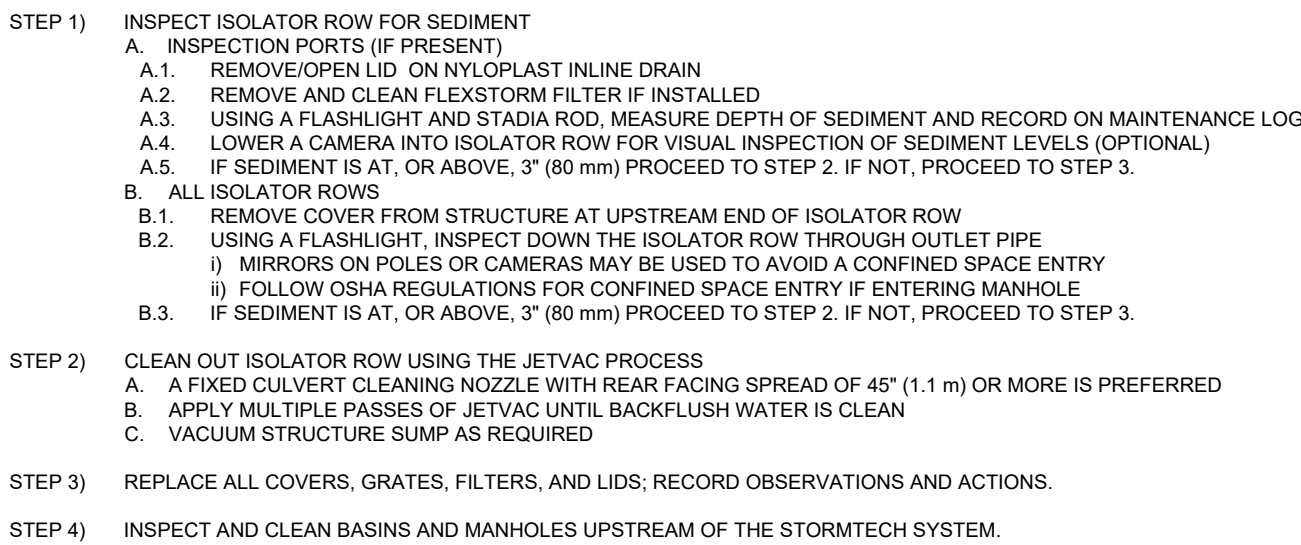 STEP 1) INSPECT ISOLATOR ROW FOR SEDIMENT
A. INSPECTION PORTS (IF PRESENT)
A.1. REMOVE/OPEN LID ON NYLOPLAST INLINE DRAIN
A.2. REMOVE AND CLEAN FLEXSTORM FILTER IF INSTALLED
A.3. USING A FLASHLIGHT AND STADIA ROD, MEASURE DEPTH OF SEDIMENT AND RECORD ON MAINTENANCE LOG
A.4. LOWER A CAMERA INTO ISOLATOR ROW FOR VISUAL INSPECTION OF SEDIMENT LEVELS (OPTIONAL)
A.5. IF SEDIMENT IS AT, OR ABOVE, 3" (80 mm) PROCEED TO STEP 2. IF NOT, PROCEED TO STEP 3.
B. ALL ISOLATOR ROWS
B.1. REMOVE COVER FROM STRUCTURE AT UPSTREAM END OF ISOLATOR ROW
B.2. USING A FLASHLIGHT, INSPECT DOWN THE ISOLATOR ROW THROUGH OUTLET PIPE
i) MIRRORS ON POLES OR CAMERAS MAY BE USED TO AVOID A CONFINED SPACE ENTRY
ii) FOLLOW OSHA REGULATIONS FOR CONFINED SPACE ENTRY IF ENTERING MANHOLE
B.3. IF SEDIMENT IS AT, OR ABOVE, 3" (80 mm) PROCEED TO STEP 2. IF NOT, PROCEED TO STEP 3.
STEP 2) CLEAN OUT ISOLATOR ROW USING THE JETVAC PROCESS
A. A FIXED CULVERT CLEANING NOZZLE WITH REAR FACING SPREAD OF 45" (1.1 m) OR MORE IS PREFERRED
B. APPLY MULTIPLE PASSES OF JETVAC UNTIL BACKFLUSH WATER IS CLEAN
C. VACUUM STRUCTURE SUMP AS REQUIRED
STEP 3) REPLACE ALL COVERS, GRATES, FILTERS, AND LIDS; RECORD OBSERVATIONS AND ACTIONS.
STEP 4) INSPECT AND CLEAN BASINS AND MANHOLES UPSTREAM OF THE STORMTECH SYSTEM.